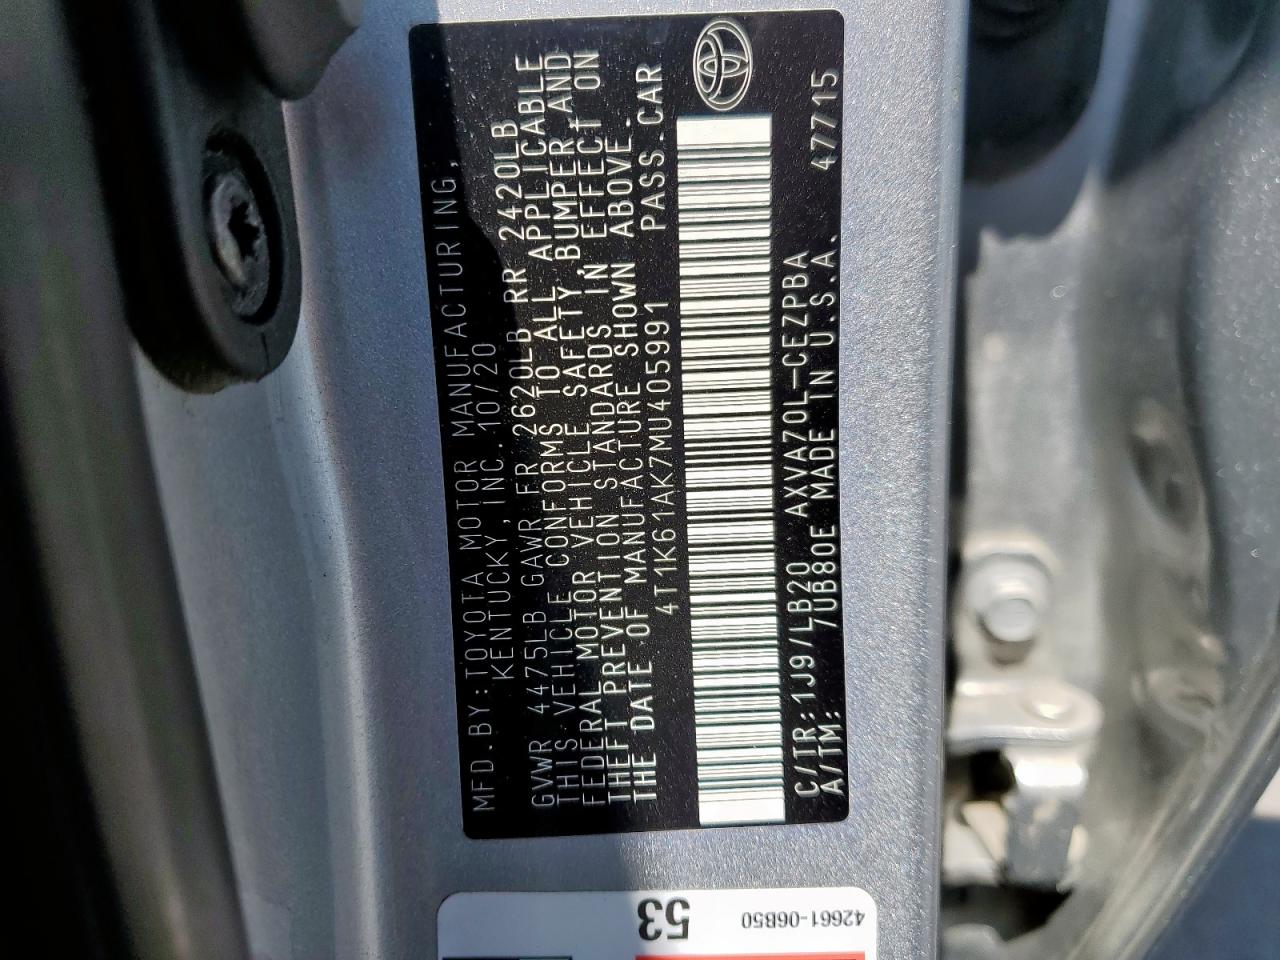 MFD.BY:TOYOTA MOTOR MANUFACTURING,
KENTUCKY,INC. 10/20
GVWR 4475LB GAWR FR 2620LB RR 2420LB
THIS VEHICLE CONFORMS TO ALL APPLICABLE
FEDERAL MOTOR VEHICLE SAFETY,BUMPER,AND
THEFT PREVENTION STANDARDS IN EFFECT ON
THE DATE OF MANUFACTURE SHOWN ABOVE.
4T1K61AK7MU405991 PASS.CAR
C/TR:1J9/LB20 AXVA70L-CEZPBA
A/TM: 7UB80E MADE IN U.S.A. 47715
53
42661-06B50